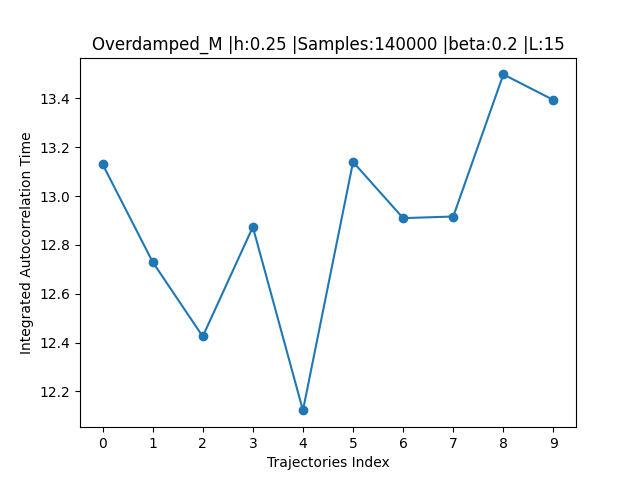 Overdamped_M |h:0.25 |Samples:140000 |beta:0.2 |L:15
Integrated Autocorrelation Time
13.4
13.2
13.0
12.8
12.6
12.4
12.2
0 1 2 3 4 5 6 7 8 9
Trajectories Index